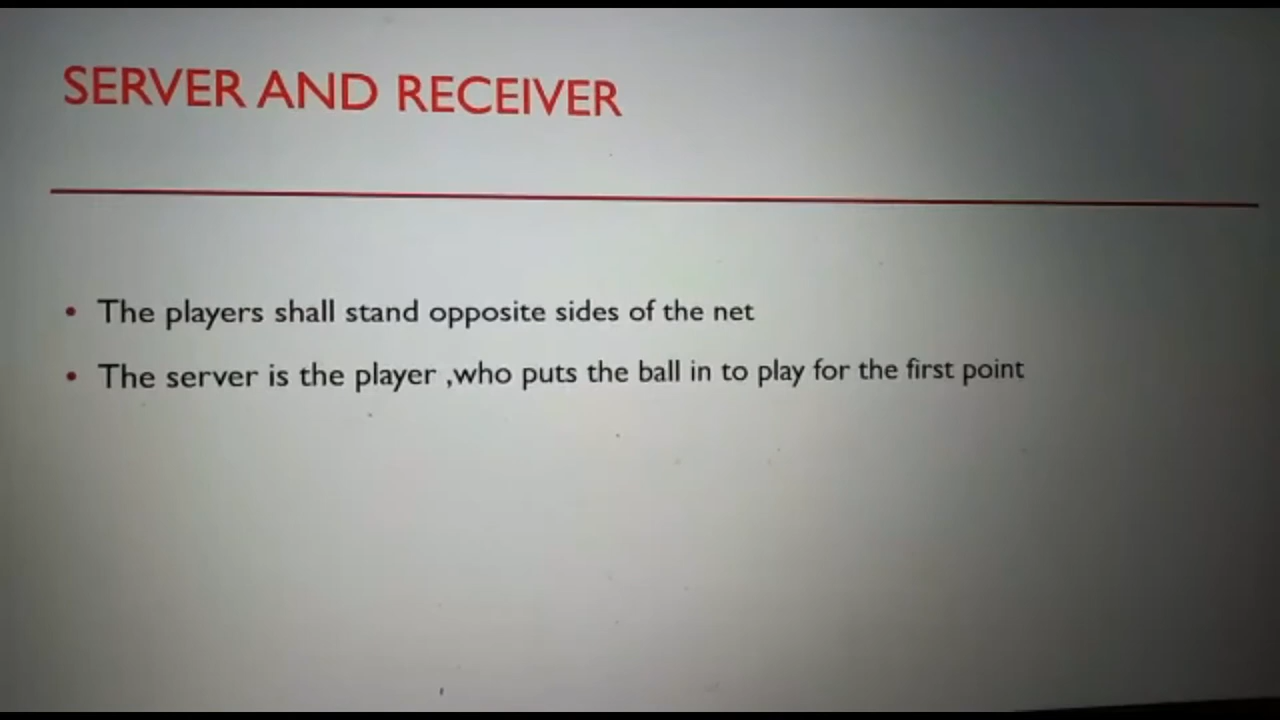 SERVER AND RECEIVER
• The players shall stand opposite sides of the net
• The server is the player ,who puts the ball in to play for the first point